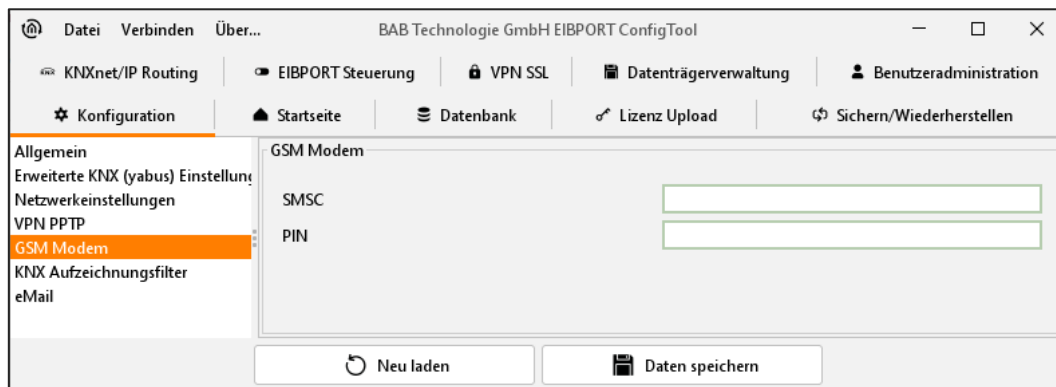 Datei Verbinden Über... BAB Technologie GmbH EIBPORT ConfigTool
KNX KNXnet/IP Routing EIBPORT Steuerung VPN SSL Datenträgerverwaltung Benutzeradministration
Konfiguration Startseite Datenbank Lizenz Upload Sichern/Wiederherstellen
Allgemein
Erweiterte KNX (yabus) Einstellung
Netzwerkeinstellungen
VPN PPTP
GSM Modem
KNX Aufzeichnungsfilter
eMail
GSM Modem
SMSC
PIN
Neu laden Daten speichern